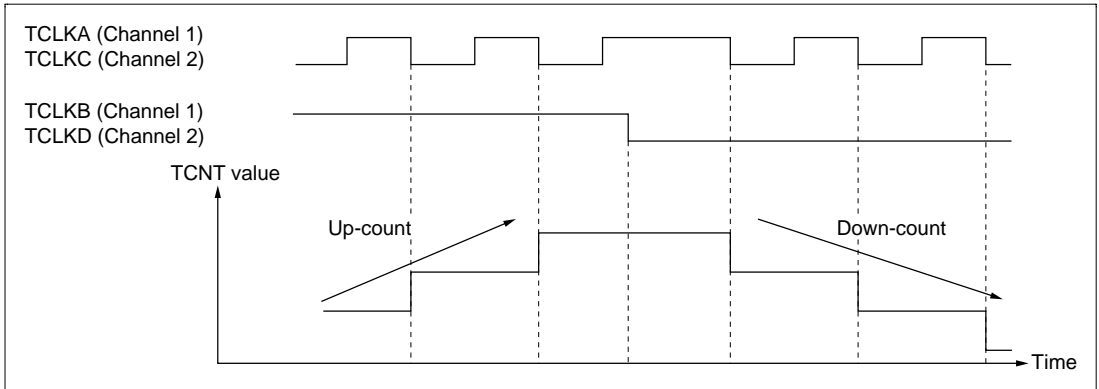 TCLKA (Channel 1)
TCLKC (Channel 2)
TCLKB (Channel 1)
TCLKD (Channel 2)
TCNT value
Up-count
Down-count
Time